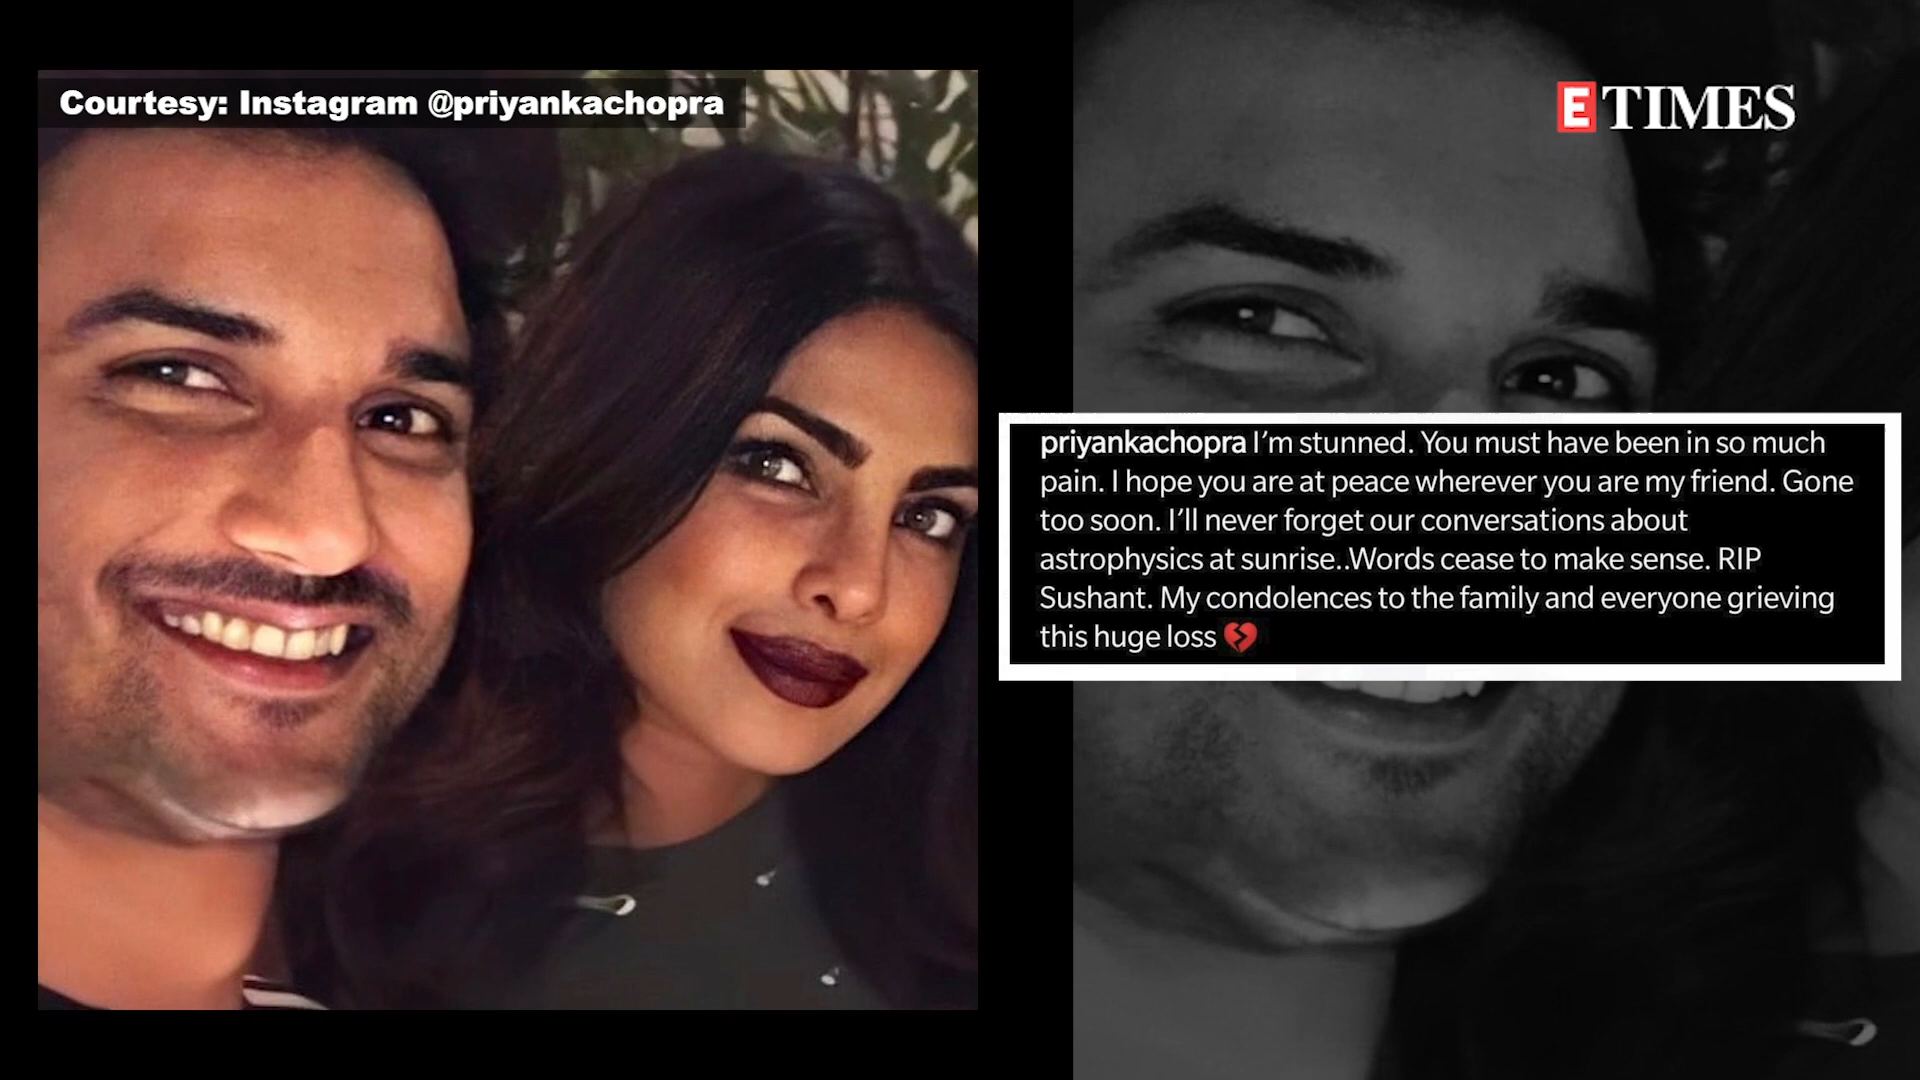 Courtesy: Instagram @priyankachopra
E TIMES
priyankachopra I'm stunned. You must have been in so much
pain. I hope you are at peace wherever you are my friend. Gone
too soon. I'll never forget our conversations about
astrophysics at sunrise..Words cease to make sense. RIP
Sushant. My condolences to the family and everyone grieving
this huge loss 💔